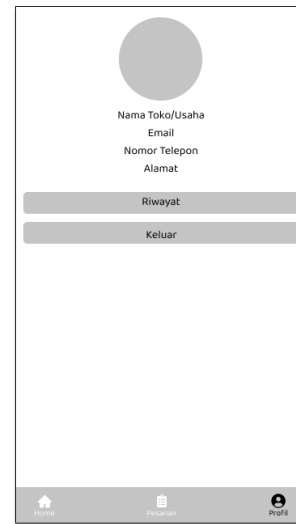 Nama Toko/Usaha
Email
Nomor Telepon
Alamat
Riwayat
Keluar
Home Pesanan Profil